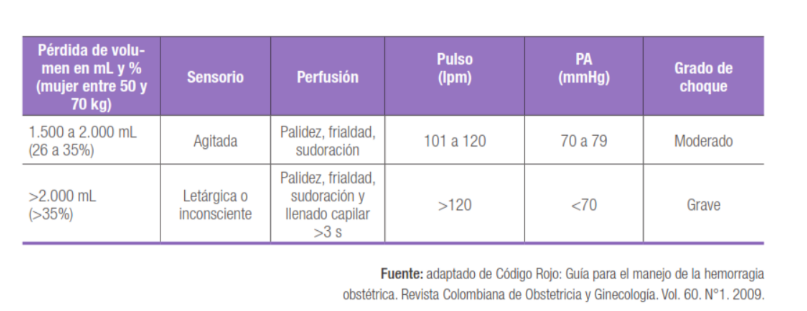 Pérdida de volu-
men en mL y %
(mujer entre 50 y
70 kg)
Sensorio
Perfusión
Pulso
(lpm)
PA
(mmHg)
Grado de
choque
1.500 a 2.000 mL
(26 a 35%)
Agitada
Palidez, frialdad,
sudoración
101 a 120
70 a 79
Moderado
>2.000 mL
(>35%)
Letárgica o
inconsciente
Palidez, frialdad,
sudoración y
llenado capilar
>3 s
>120
<70
Grave
Fuente: adaptado de Código Rojo: Guía para el manejo de la hemorragia
obstétrica. Revista Colombiana de Obstetricia y Ginecología. Vol. 60. N°1. 2009.